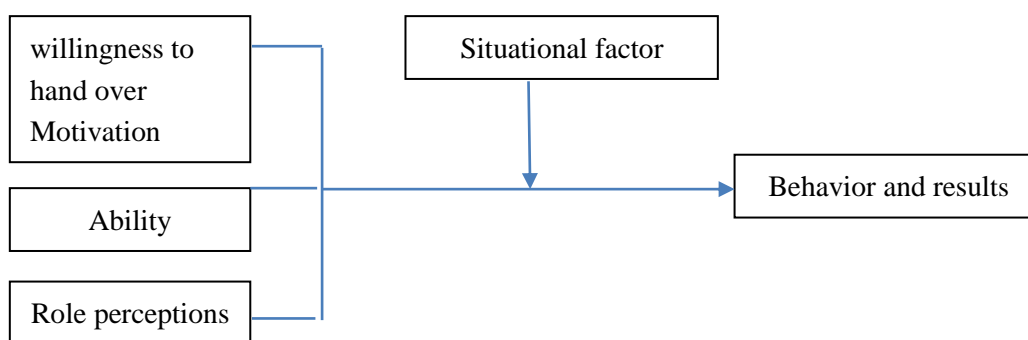 willingness to
hand over
Motivation
Situational factor
Ability
Behavior and results
Role perceptions